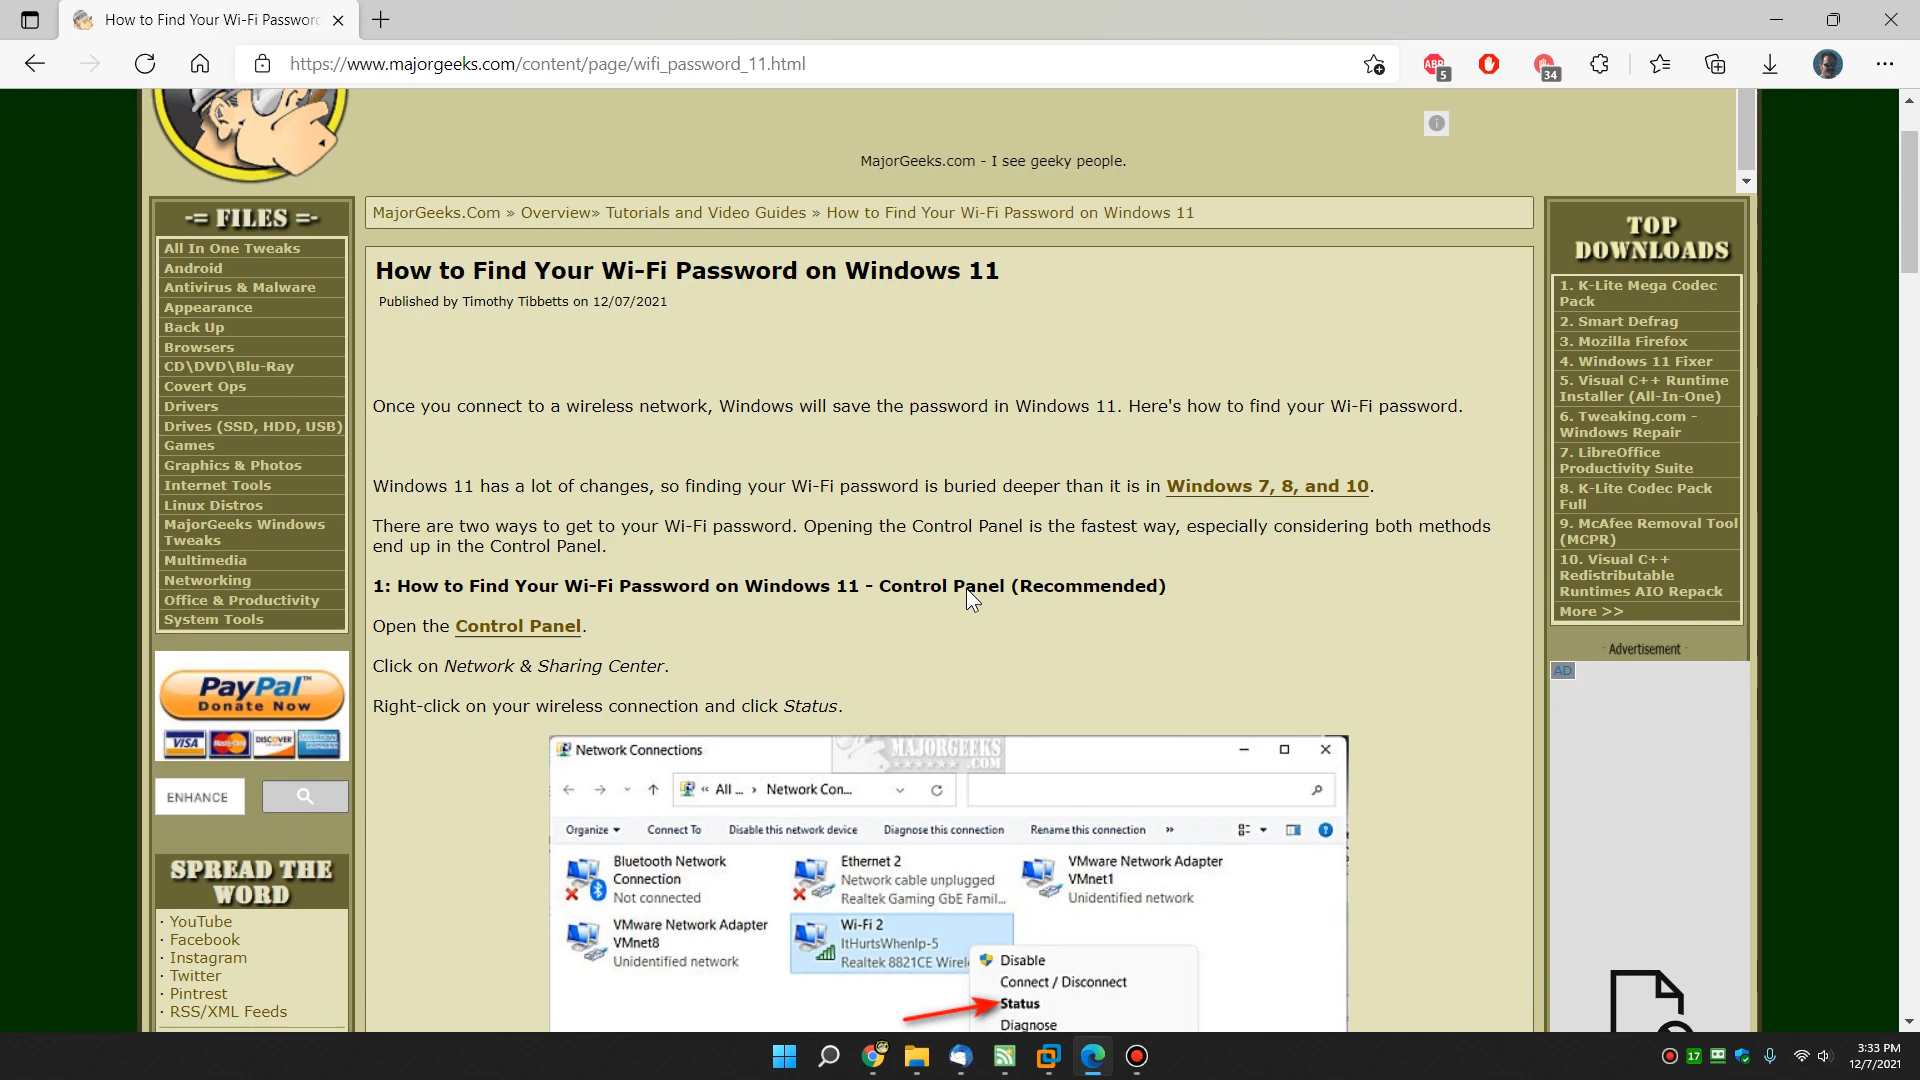 How to Find Your Wi-Fi Passwor
https://www.majorgeeks.com/content/page/wifi_password_11.html
ABP
5
34
MajorGeeks.com - I see geeky people.
-= FILES =-
All In One Tweaks
Android
Antivirus & Malware
Appearance
Back Up
Browsers
CD\DVD\Blu-Ray
Covert Ops
Drivers
Drives (SSD, HDD, USB)
Games
Graphics & Photos
Internet Tools
Linux Distros
MajorGeeks Windows
Tweaks
Multimedia
Networking
Office & Productivity
System Tools
PayPal™
Donate Now
VISA
MasterCard
DISCOVER
AMERICAN EXPRESS
ENHANCE
SPREAD THE
WORD
· YouTube
· Facebook
· Instagram
· Twitter
· Pintrest
· RSS/XML Feeds
MajorGeeks.Com » Overview» Tutorials and Video Guides » How to Find Your Wi-Fi Password on Windows 11
How to Find Your Wi-Fi Password on Windows 11
Published by Timothy Tibbetts on 12/07/2021
Once you connect to a wireless network, Windows will save the password in Windows 11. Here's how to find your Wi-Fi password.
Windows 11 has a lot of changes, so finding your Wi-Fi password is buried deeper than it is in Windows 7, 8, and 10.
There are two ways to get to your Wi-Fi password. Opening the Control Panel is the fastest way, especially considering both methods
end up in the Control Panel.
1: How to Find Your Wi-Fi Password on Windows 11 - Control Panel (Recommended)
Open the Control Panel.
Click on Network & Sharing Center.
Right-click on your wireless connection and click Status.
Network Connections
MAJORGEEKS
.COM
« All ... › Network Con...
Organize
Connect To
Disable this network device
Diagnose this connection
Rename this connection
»
Bluetooth Network
Connection
Not connected
Ethernet 2
Network cable unplugged
Realtek Gaming GbE Famil...
VMware Network Adapter
VMnet1
Unidentified network
VMware Network Adapter
VMnet8
Unidentified network
Wi-Fi 2
ItHurtsWhenIp-5
Realtek 8821CE Wirel
Disable
Connect / Disconnect
Status
Diagnose
TOP
DOWNLOADS
1. K-Lite Mega Codec
Pack
2. Smart Defrag
3. Mozilla Firefox
4. Windows 11 Fixer
5. Visual C++ Runtime
Installer (All-In-One)
6. Tweaking.com -
Windows Repair
7. LibreOffice
Productivity Suite
8. K-Lite Codec Pack
Full
9. McAfee Removal Tool
(MCPR)
10. Visual C++
Redistributable
Runtimes AIO Repack
More >>
- Advertisement -
AD
17
3:33 PM
12/7/2021